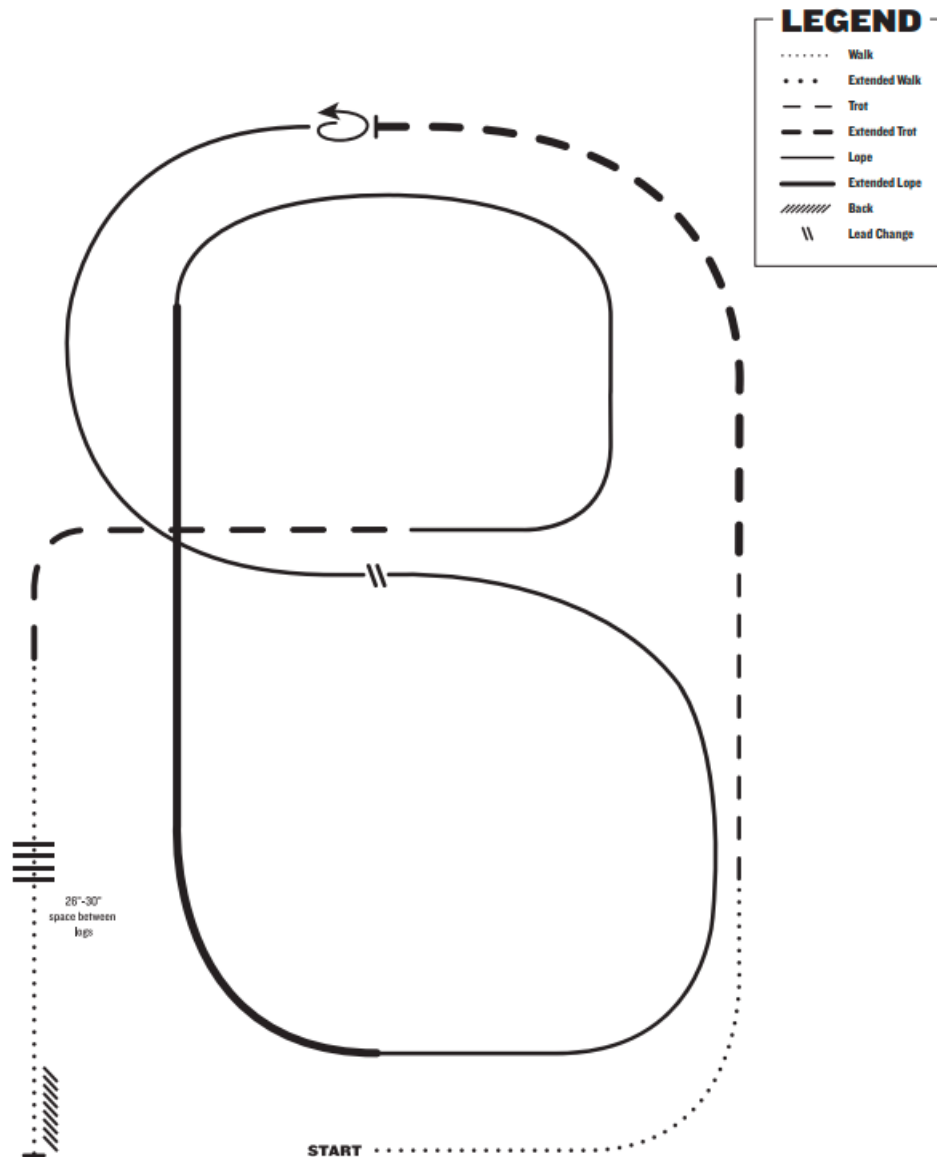 LEGEND
Walk
Extended Walk
Trot
Extended Trot
Lope
Extended Lope
Back
Lead Change
26"-30"
space between
logs
START